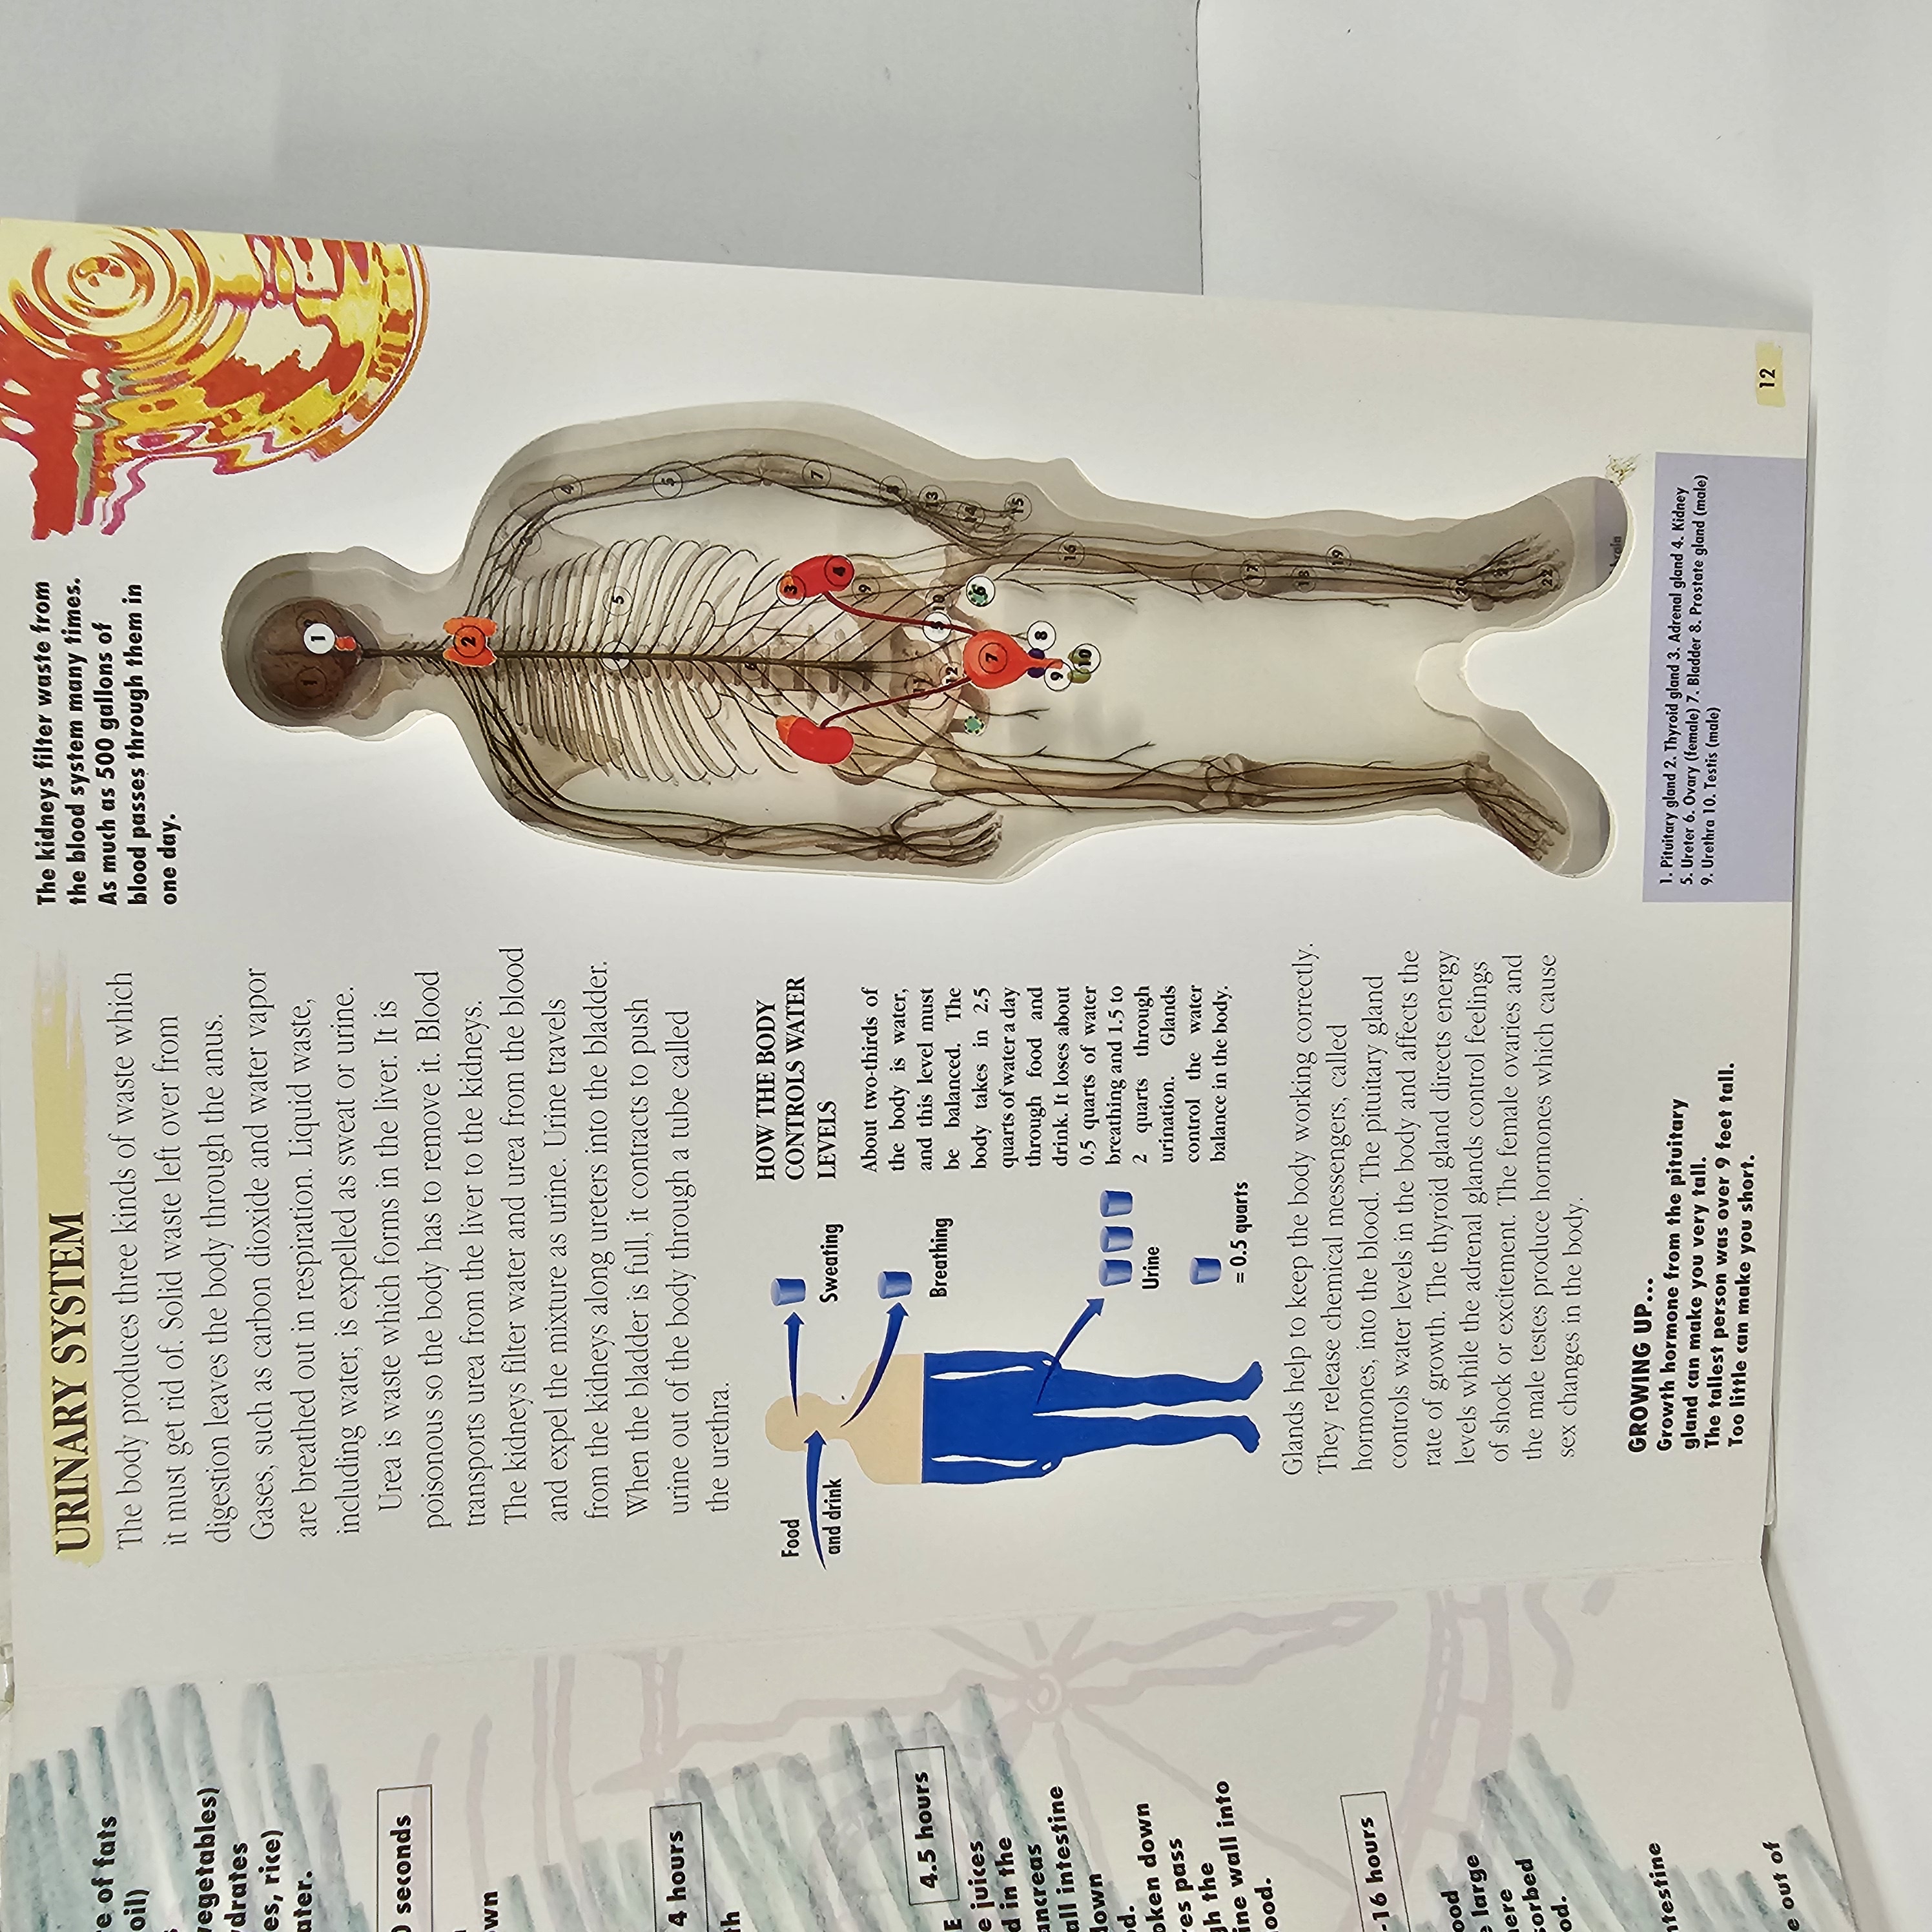 e of fats
oil)
vegetables)
drates
es, rice)
ater.
0 seconds
own
4 hours
th
4.5 hours
E
e juices
d in the
ancreas
all intestine
down
d.
oken down
res pass
gh the
ine wall into
ood.
-16 hours
ood
e large
here
sorbed
od.
ntestine
e out of
URINARY SYSTEM
The body produces three kinds of waste which
it must get rid of. Solid waste left over from
digestion leaves the body through the anus.
Gases, such as carbon dioxide and water vapor
are breathed out in respiration. Liquid waste,
including water, is expelled as sweat or urine.
Urea is waste which forms in the liver. It is
poisonous so the body has to remove it. Blood
transports urea from the liver to the kidneys.
The kidneys filter water and urea from the blood
and expel the mixture as urine. Urine travels
from the kidneys along ureters into the bladder.
When the bladder is full, it contracts to push
urine out of the body through a tube called
the urethra.
Food
and drink
Sweating
Breathing
Urine
= 0.5 quarts
HOW THE BODY
CONTROLS WATER
LEVELS
About two-thirds of
the body is water,
and this level must
be balanced. The
body takes in 2.5
quarts of water a day
through food and
drink. It loses about
0.5 quarts of water
breathing and 1.5 to
2 quarts through
urination. Glands
control the water
balance in the body.
Glands help to keep the body working correctly.
They release chemical messengers, called
hormones, into the blood. The pituitary gland
controls water levels in the body and affects the
rate of growth. The thyroid gland directs energy
levels while the adrenal glands control feelings
of shock or excitement. The female ovaries and
the male testes produce hormones which cause
sex changes in the body.
GROWING UP...
Growth hormone from the pituitary
gland can make you very tall.
The tallest person was over 9 feet tall.
Too little can make you short.
The kidneys filter waste from
the blood system many times.
As much as 500 gallons of
blood passes through them in
one day.
1
1
2
4
5
5
6
3
7
4
9
8
11
5
10
13
12
14
6
7
15
8
9
16
10
17
18
19
20
21
22
brain
1. Pituitary gland 2. Thyroid gland 3. Adrenal gland 4. Kidney
5. Ureter 6. Ovary (female) 7. Bladder 8. Prostate gland (male)
9. Urethra 10. Testis (male)
12